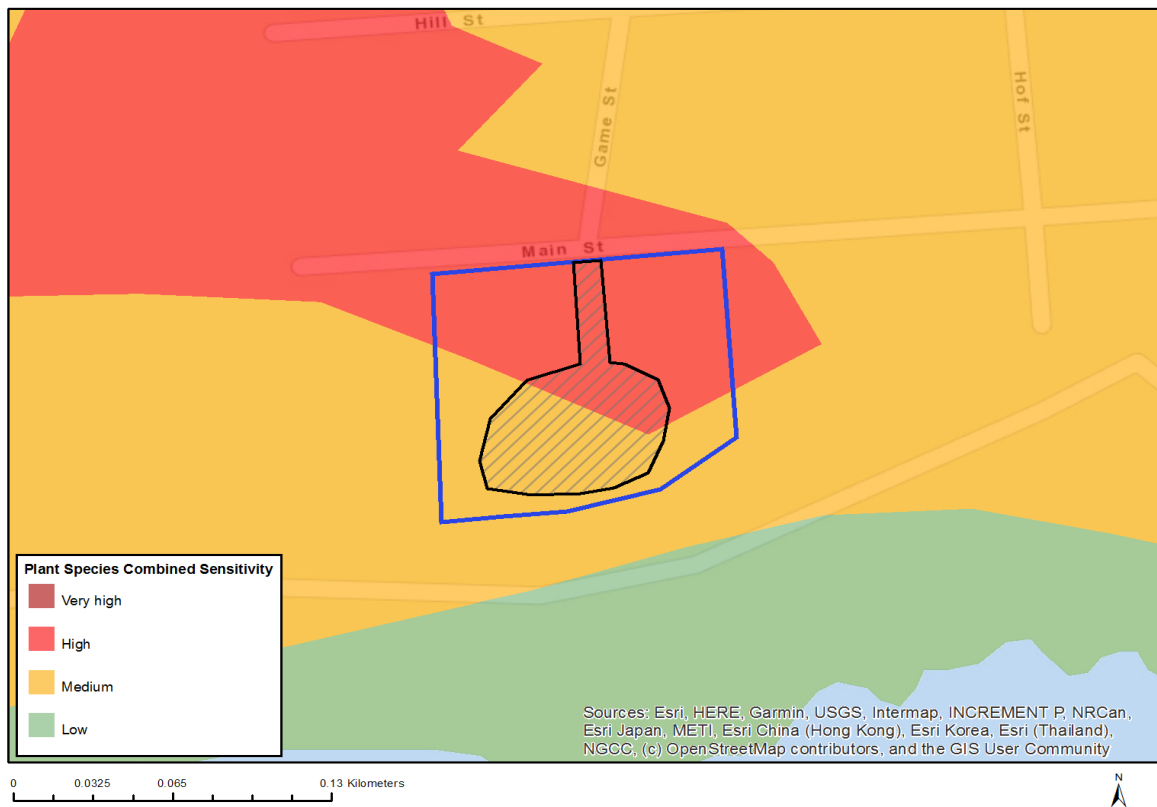 Hill St
Game St
Hof St
Main St
Plant Species Combined Sensitivity
Very high
High
Medium
Low
Sources: Esri, HERE, Garmin, USGS, Intermap, INCREMENT P, NRCan,
Esri Japan, METI, Esri China (Hong Kong), Esri Korea, Esri (Thailand),
NGCC, (c) OpenStreetMap contributors, and the GIS User Community
0 0.0325 0.065 0.13 Kilometers
N